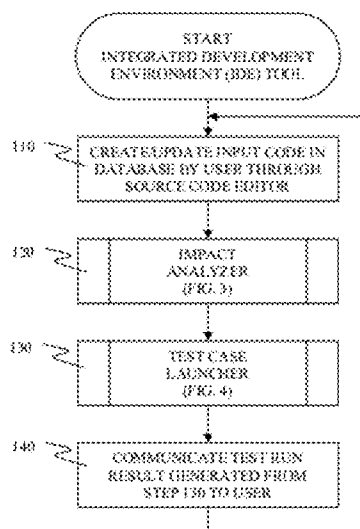 START
INTEGRATED DEVELOPMENT
ENVIRONMENT (IDE) TOOL
110
CREATE/UPDATE INPUT CODE IN
DATABASE BY USER THROUGH
SOURCE CODE EDITOR
120
IMPACT
ANALYZER
(FIG. 3)
130
TEST CASE
LAUNCHER
(FIG. 4)
140
COMMUNICATE TEST RUN
RESULT GENERATED FROM
STEP 130 TO USER